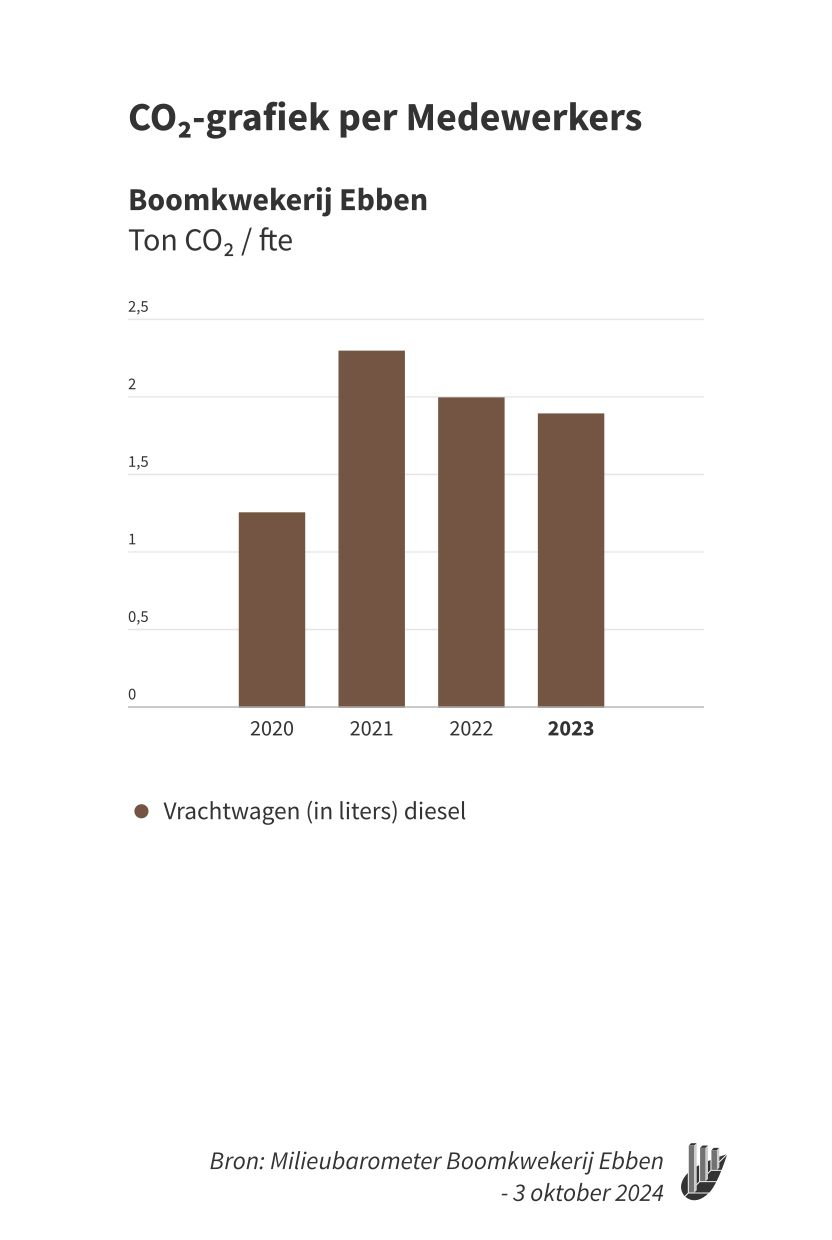 CO₂-grafiek per Medewerkers
Boomkwekerij Ebben
Ton CO₂ / fte
2,5
2
1,5
1
0,5
0
2020 2021 2022 2023
Vrachtwagen (in liters) diesel
Bron: Milieubarometer Boomkwekerij Ebben
- 3 oktober 2024